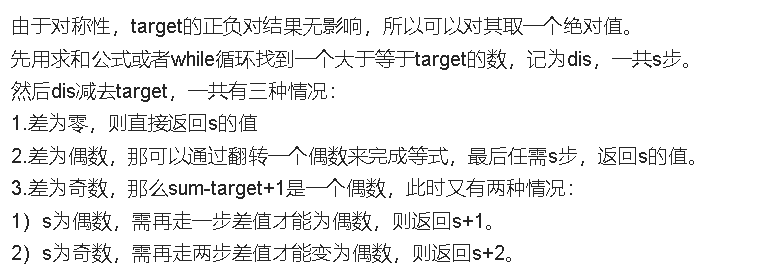 由于对称性，target的正负对结果无影响，所以可以对其取一个绝对值。
先用求和公式或者while循环找到一个大于等于target的数，记为dis，一共s步。
然后dis减去target，一共有三种情况：
1.差为零，则直接返回s的值
2.差为偶数，那可以通过翻转一个偶数来完成等式，最后任需s步，返回s的值。
3.差为奇数，那么sum-target+1是一个偶数，此时又有两种情况：
1）s为偶数，需再走一步差值才能为偶数，则返回s+1。
2）s为奇数，需再走两步差值才能变为偶数，则返回s+2。